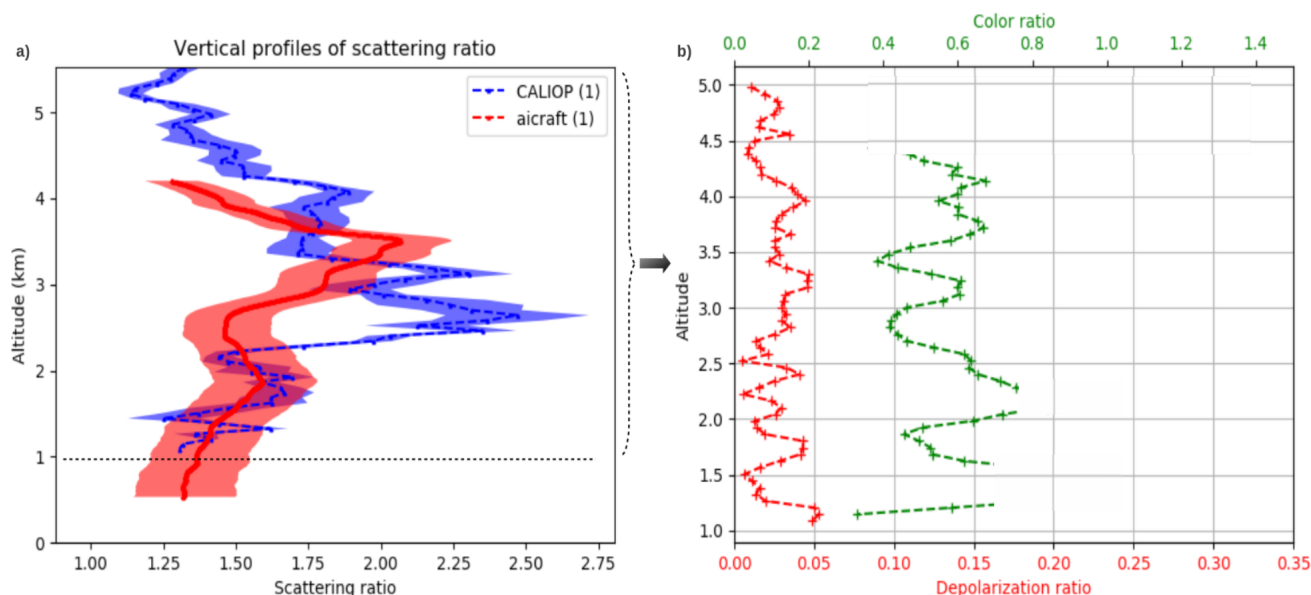 a)
Vertical profiles of scattering ratio
CALIOP (1)
aicraft (1)
Altitude (km)
5
4
3
2
1
0
1.00 1.25 1.50 1.75 2.00 2.25 2.50 2.75
Scattering ratio
b)
Color ratio
0.0 0.2 0.4 0.6 0.8 1.0 1.2 1.4
Altitude
5.0
4.5
4.0
3.5
3.0
2.5
2.0
1.5
1.0
0.00 0.05 0.10 0.15 0.20 0.25 0.30 0.35
Depolarization ratio